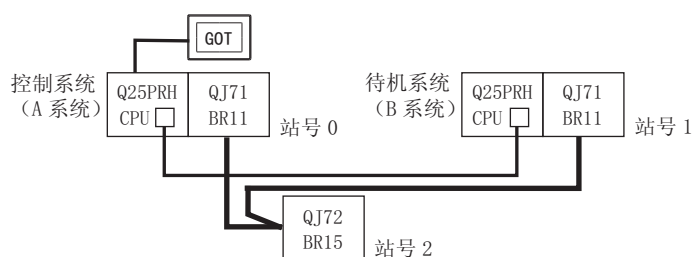 GOT
控制系统
（A 系统）
Q25PRH
CPU
QJ71
BR11
站号 0
待机系统
（B 系统）
Q25PRH
CPU
QJ71
BR11
站号 1
QJ72
BR15
站号 2